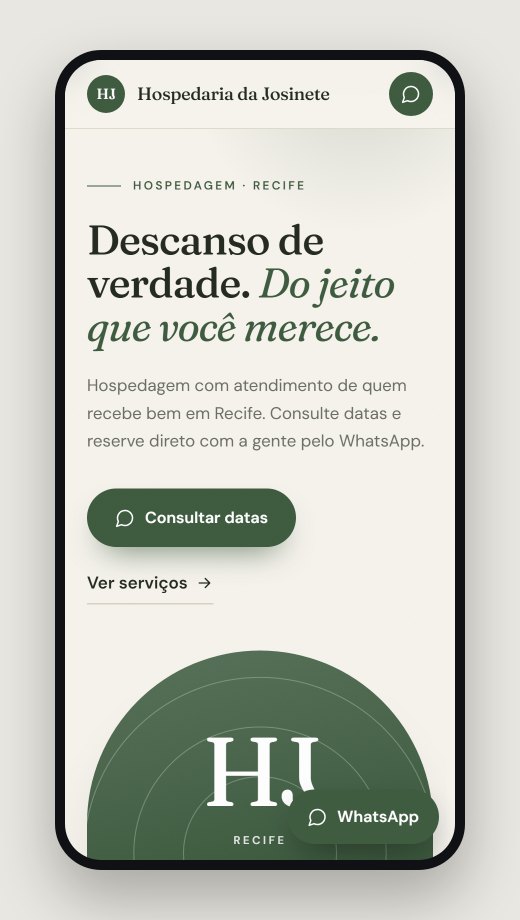 HJ Hospedaria da Josinete
HOSPEDAGEM · RECIFE
Descanso de
verdade. Do jeito
que você merece.
Hospedagem com atendimento de quem
recebe bem em Recife. Consulte datas e
reserve direto com a gente pelo WhatsApp.
Consultar datas
Ver serviços →
HJ
WhatsApp
RECIFE